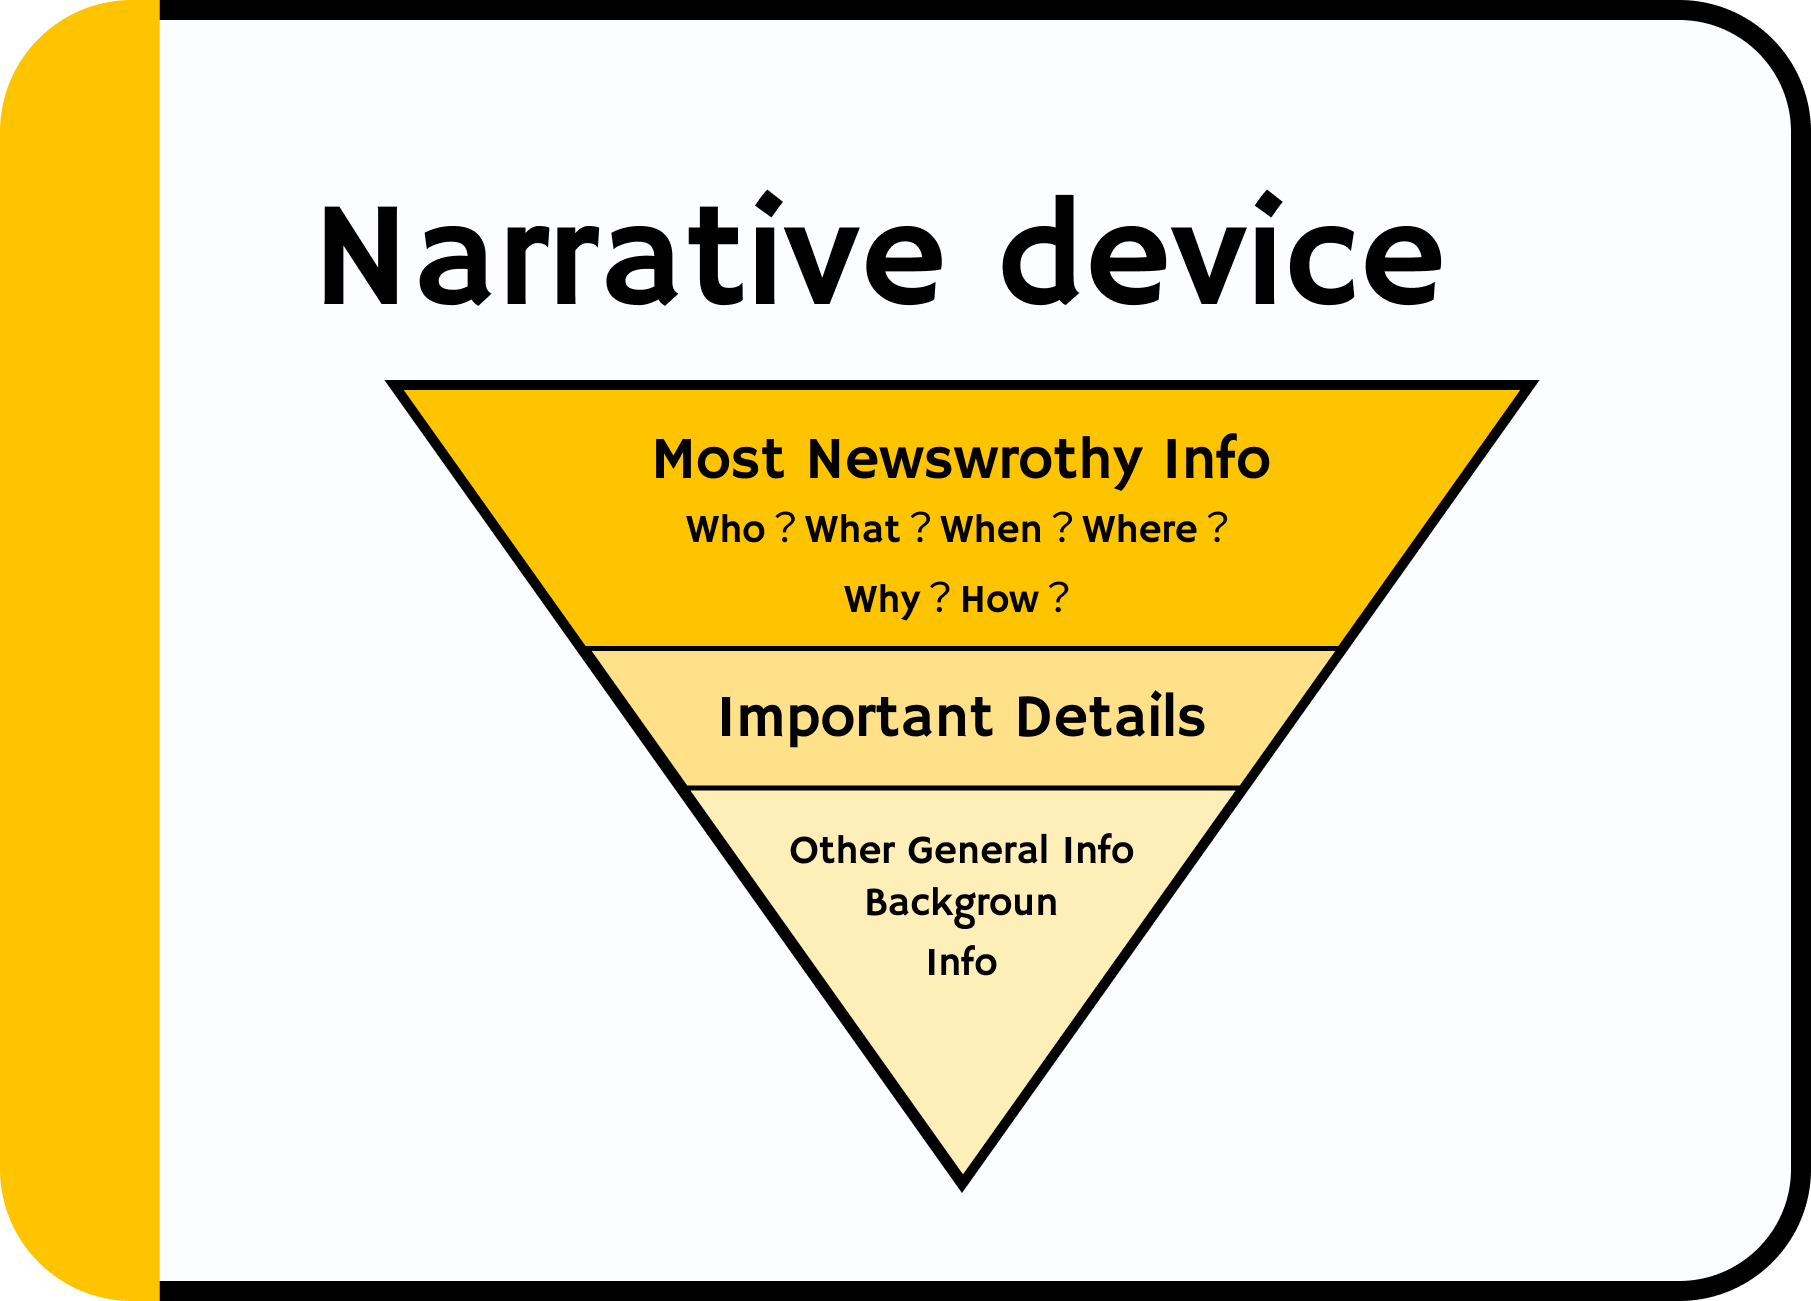 Narrative device
Most Newswrothy Info
Who ? What ? When ? Where ?
Why ? How ?
Important Details
Other General Info
Backgroun
Info